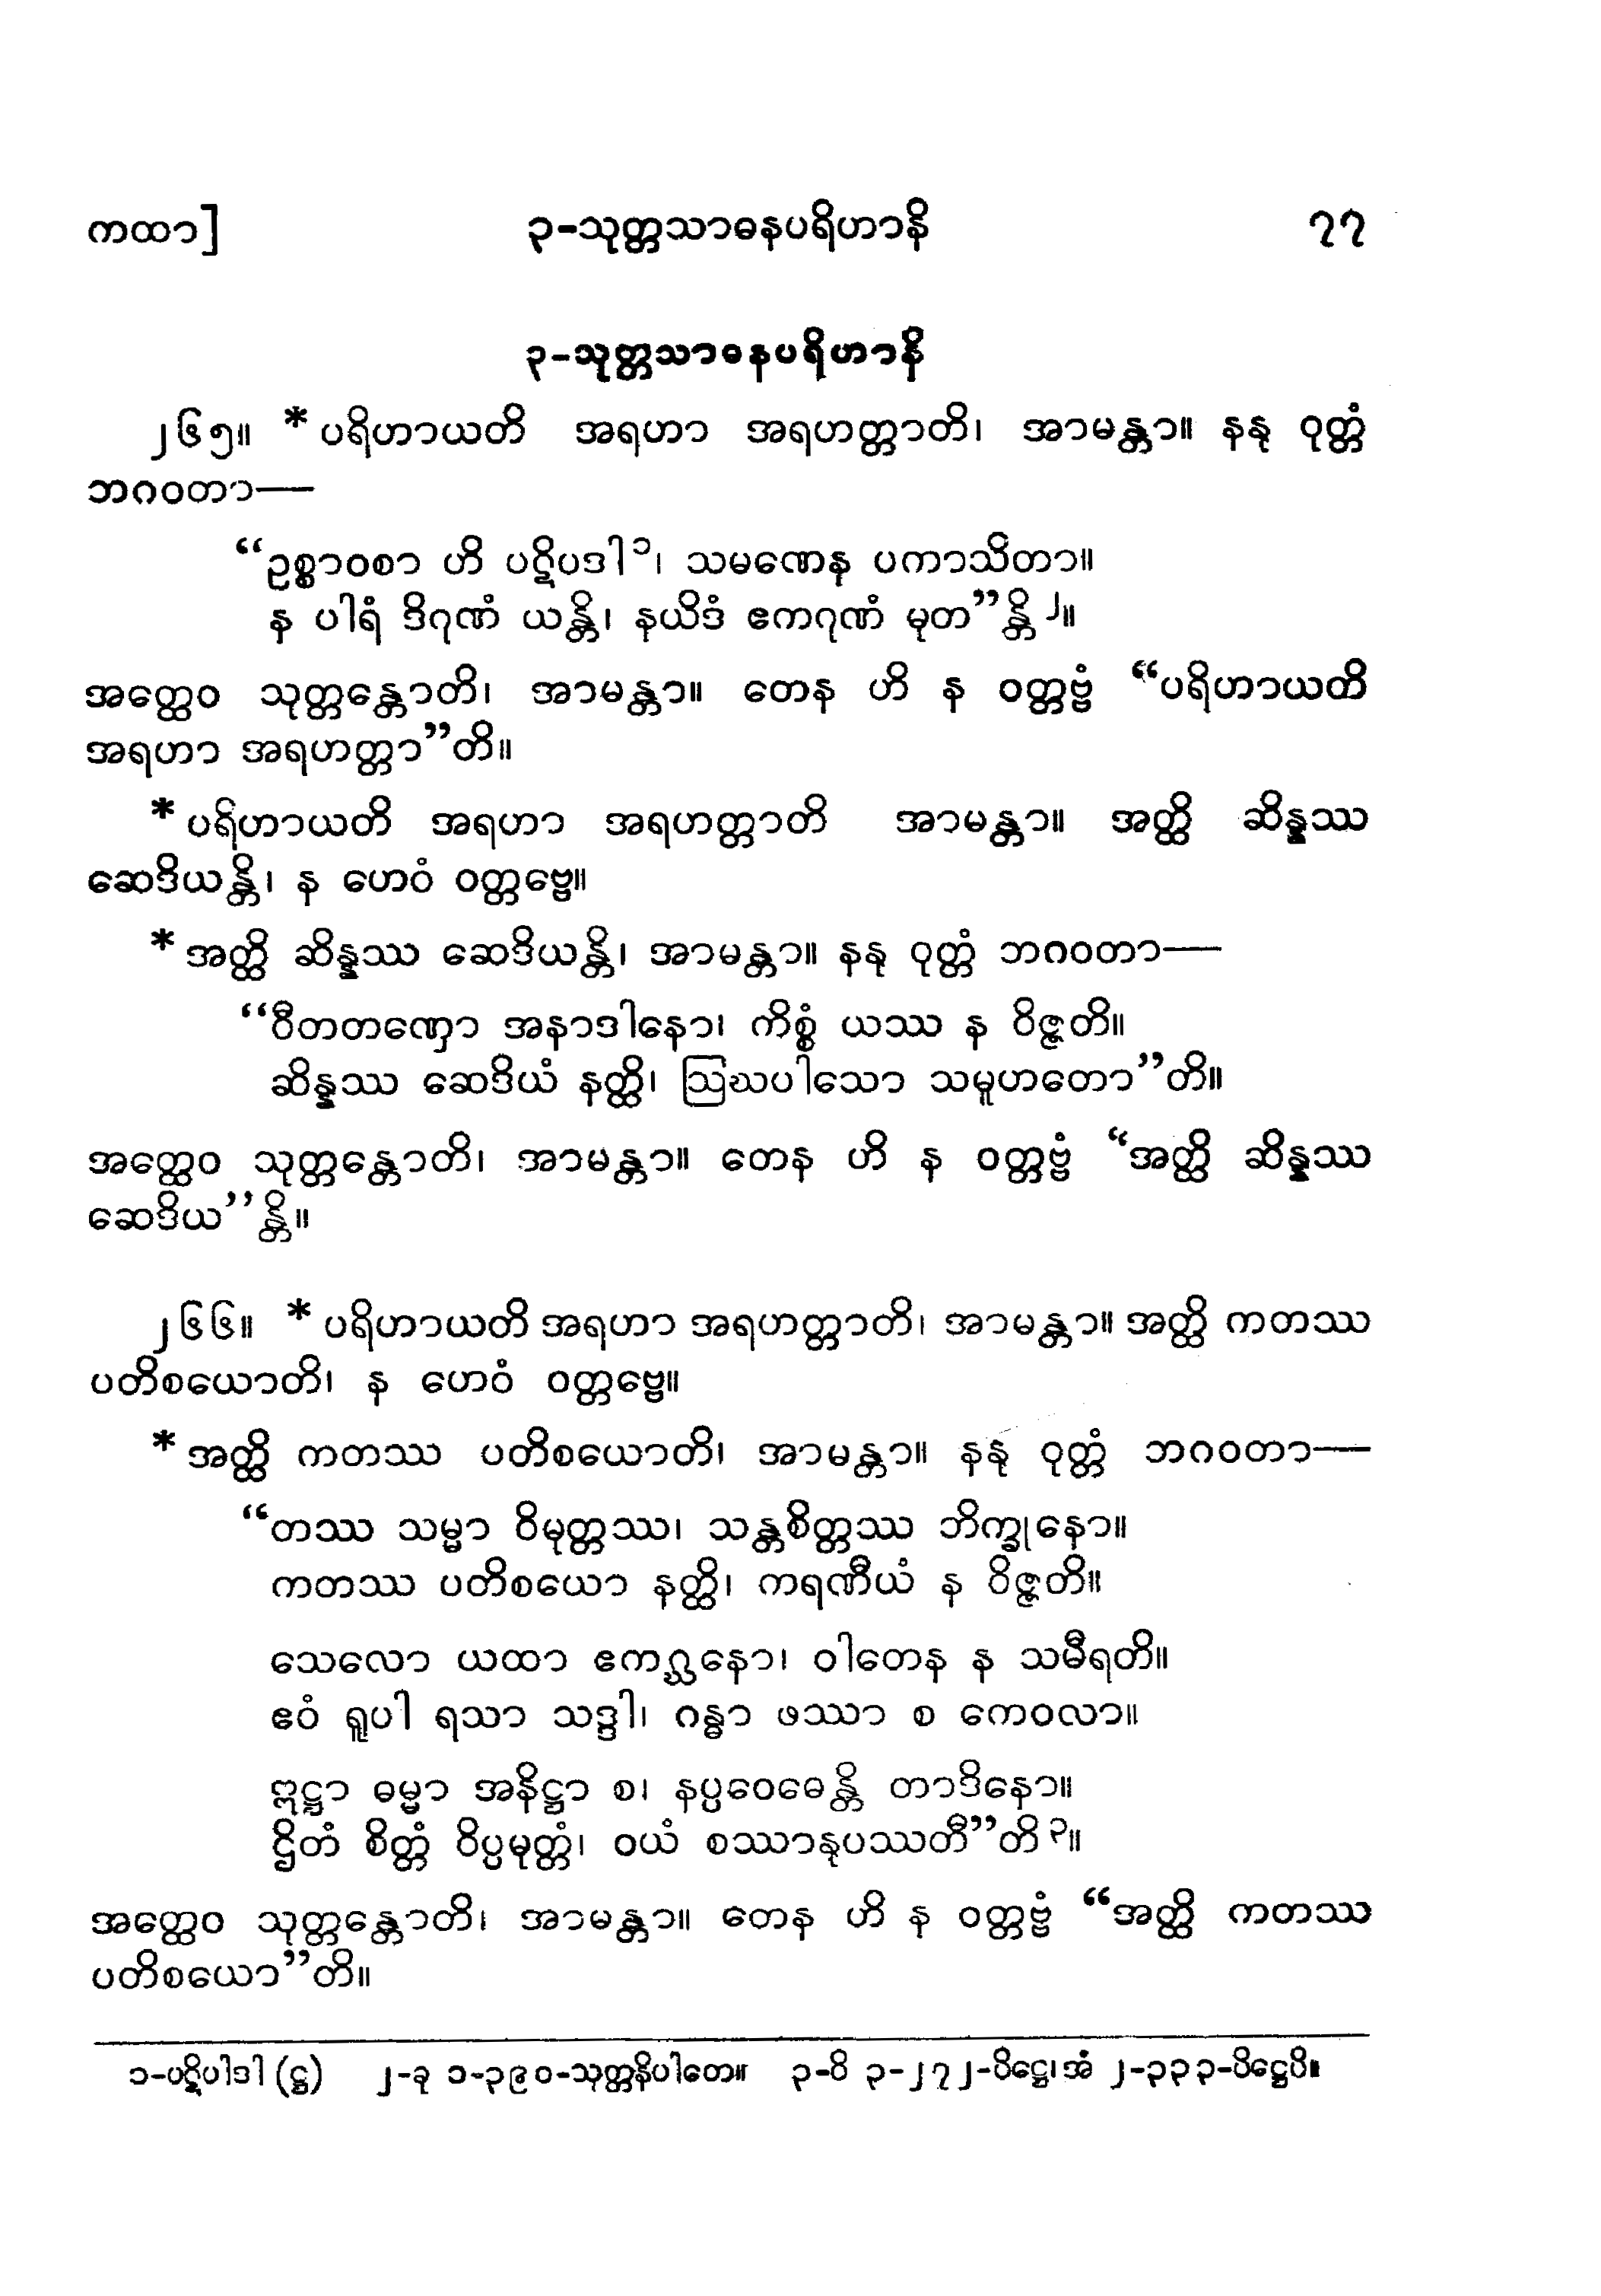 ကထာ] ၃-သုတ္တသာဓနပရိဟာနိ ၇၇
၃-သုတ္တသာဓနပရိဟာနိ
၂၆၅။ * ပရိဟာယတိ အရဟာ အရဟတ္တာတိ၊ အာမန္တာ။ နနု ဝုတ္တံ
ဘဂဝတာ—
“ဥစ္စာဝစာ ဟိ ပဋိပဒါ ၁၊ သမဏေန ပကာသိတာ။
န ပါရံ ဒိဂုဏံ ယန္တိ၊ နယိဒံ ဧကဂုဏံ မုတ”န္တိ ၂။
အတ္ထေဝ သုတ္တန္တောတိ၊ အာမန္တာ။ တေန ဟိ န ဝတ္တဗ္ဗံ “ပရိဟာယတိ
အရဟာ အရဟတ္တာ”တိ။
* ပရိဟာယတိ အရဟာ အရဟတ္တာတိ အာမန္တာ။ အတ္ထိ ဆိန္နဿ
ဆေဒိယန္တိ၊ န ဟေဝံ ဝတ္တဗ္ဗေ။
* အတ္ထိ ဆိန္နဿ ဆေဒိယန္တိ၊ အာမန္တာ။ နနု ဝုတ္တံ ဘဂဝတာ—
“ဝီတတဏှော အနာဒါနော၊ ကိစ္စံ ယဿ န ဝိဇ္ဇတိ။
ဆိန္နဿ ဆေဒိယံ နတ္ထိ၊ ဩဃပါသော သမူဟတော”တိ။
အတ္ထေဝ သုတ္တန္တောတိ၊ အာမန္တာ။ တေန ဟိ န ဝတ္တဗ္ဗံ “အတ္ထိ ဆိန္နဿ
ဆေဒိယ”န္တိ။
၂၆၆။ * ပရိဟာယတိ အရဟာ အရဟတ္တာတိ၊ အာမန္တာ။ အတ္ထိ ကတဿ
ပတိစယောတိ၊ န ဟေဝံ ဝတ္တဗ္ဗေ။
* အတ္ထိ ကတဿ ပတိစယောတိ၊ အာမန္တာ။ နနု ဝုတ္တံ ဘဂဝတာ—
“တဿ သမ္မာ ဝိမုတ္တဿ၊ သန္တစိတ္တဿ ဘိက္ခုနော။
ကတဿ ပတိစယော နတ္ထိ၊ ကရဏီယံ န ဝိဇ္ဇတိ။
သေလော ယထာ ဧကဂ္ဃနော၊ ဝါတေန န သမီရတိ။
ဧဝံ ရူပါ ရသာ သဒ္ဒါ၊ ဂန္ဓာ ဖဿာ စ ကေဝလာ။
ဣဋ္ဌာ ဓမ္မာ အနိဋ္ဌာ စ၊ နပ္ပဝေဓေန္တိ တာဒိနော။
ဌိတံ စိတ္တံ ဝိပ္ပမုတ္တံ၊ ဝယံ စဿာနုပဿတီ”တိ ၃။
အတ္ထေဝ သုတ္တန္တောတိ၊ အာမန္တာ။ တေန ဟိ န ဝတ္တဗ္ဗံ “အတ္ထိ ကတဿ
ပတိစယော”တိ။
၁-ပဋိပါဒါ (ဋ္ဌ) ၂-ခု ၁-၃၉၀-သုတ္တနိပါတေ။ ၃-ဝိ ၃-၂၇၂-ပိဋ္ဌေ၊ အံ ၂-၃၃၃-ပိဋ္ဌေပိ။